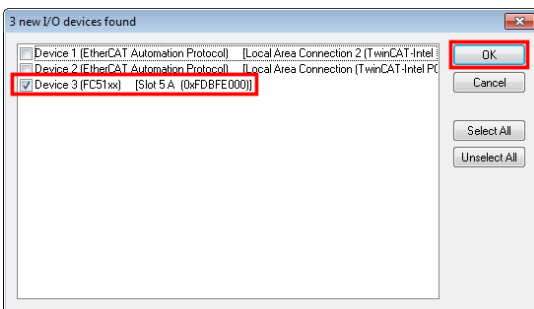 3 new I/O devices found
Device 1 (EtherCAT Automation Protocol) [Local Area Connection 2 (TwinCAT-Intel
Device 2 (EtherCAT Automation Protocol) [Local Area Connection (TwinCAT-Intel PC
Device 3 (FC51xx) [Slot 5 A (0xFDBFE000)]
OK
Cancel
Select All
Unselect All